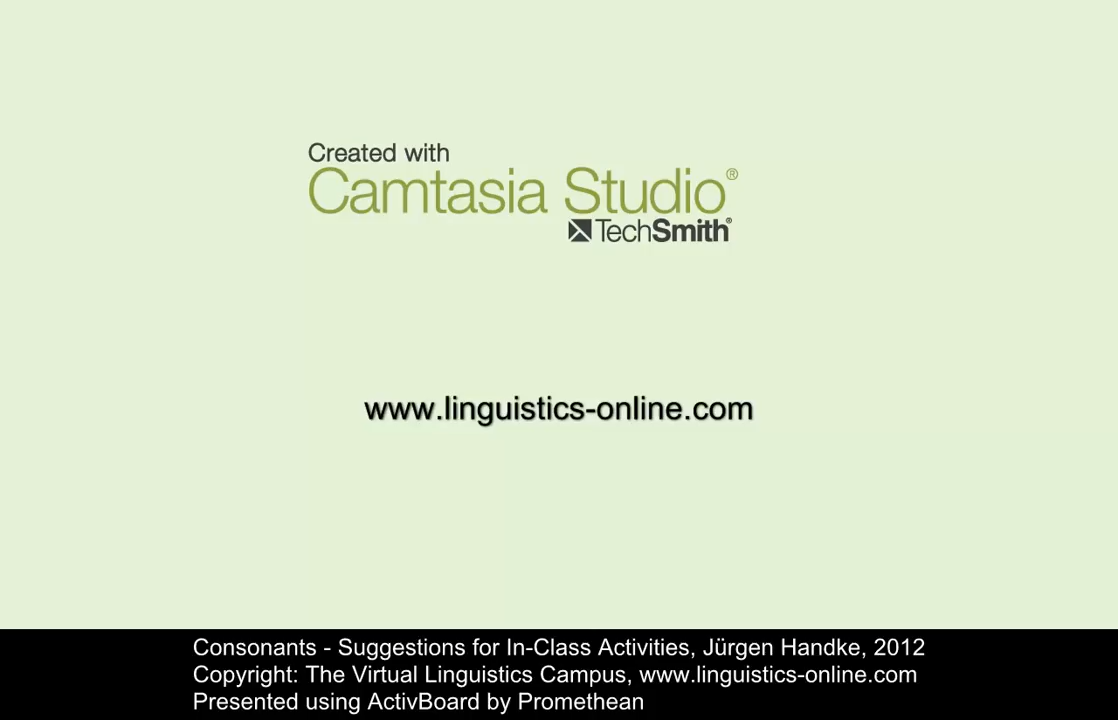 Created with
Camtasia Studio®
TechSmith®
www.linguistics-online.com
Consonants - Suggestions for In-Class Activities, Jürgen Handke, 2012
Copyright: The Virtual Linguistics Campus, www.linguistics-online.com
Presented using ActivBoard by Promethean